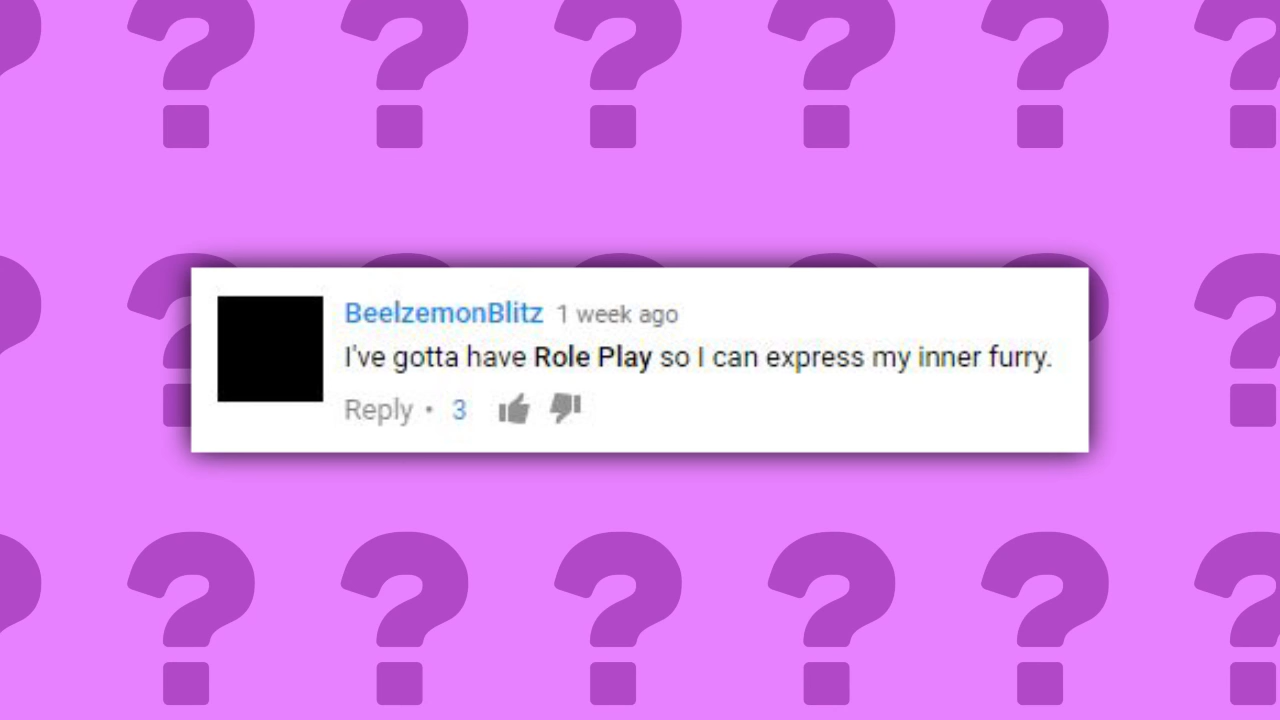 BeelzemonBlitz 1 week ago
I've gotta have Role Play so I can express my inner furry.
Reply • 3